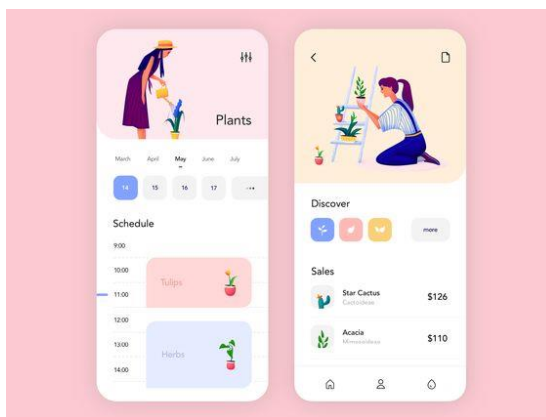 Plants
March April May June July
14 15 16 17
Schedule
9:00
10:00
Tulips
11:00
12:00
13:00
Herbs
14:00
Discover
more
Sales
Star Cactus
$126
Acacia
$110